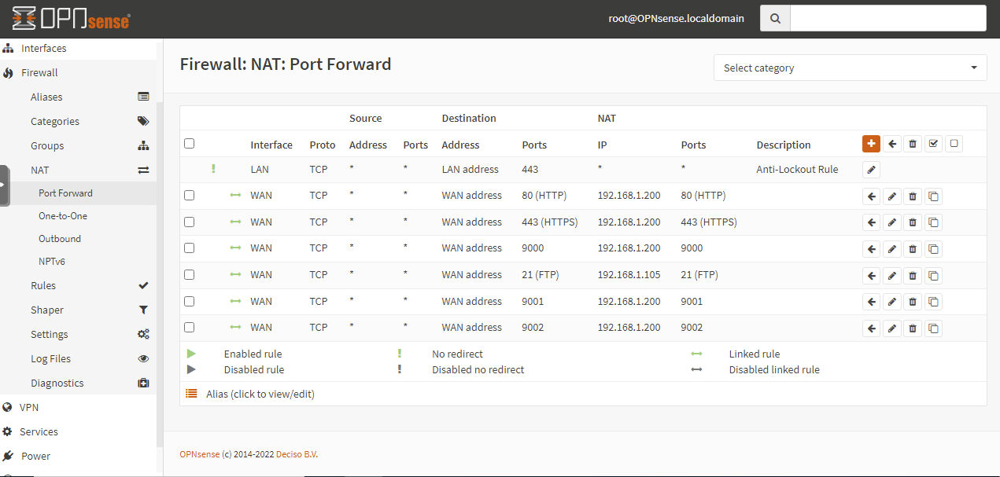 OPNsense
root@OPNsense.localdomain
Interfaces
Firewall
Aliases
Categories
Groups
NAT
Port Forward
One-to-One
Outbound
NPTv6
Rules
Shaper
Settings
Log Files
Diagnostics
VPN
Services
Power
Firewall: NAT: Port Forward
Select category
Source Destination NAT
Interface Proto Address Ports Address Ports IP Ports Description
LAN TCP * * LAN address 443 * * Anti-Lockout Rule
WAN TCP * * WAN address 80 (HTTP) 192.168.1.200 80 (HTTP)
WAN TCP * * WAN address 443 (HTTPS) 192.168.1.200 443 (HTTPS)
WAN TCP * * WAN address 9000 192.168.1.200 9000
WAN TCP * * WAN address 21 (FTP) 192.168.1.105 21 (FTP)
WAN TCP * * WAN address 9001 192.168.1.200 9001
WAN TCP * * WAN address 9002 192.168.1.200 9002
Enabled rule No redirect Linked rule
Disabled rule Disabled no redirect Disabled linked rule
Alias (click to view/edit)
OPNsense (c) 2014-2022 Deciso B.V.